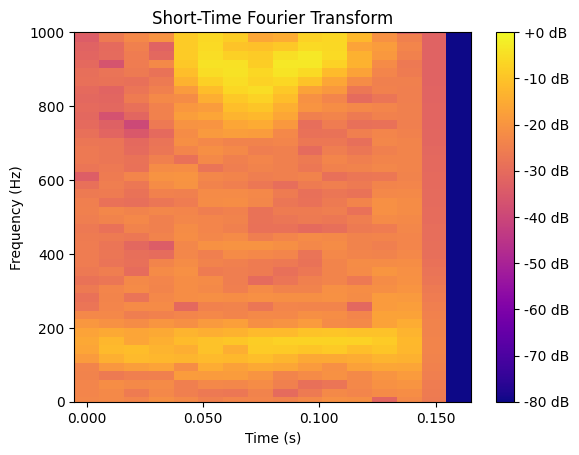 Short-Time Fourier Transform
1000
800
600
400
200
0
Frequency (Hz)
0.000
0.050
0.100
0.150
Time (s)
+0 dB
-10 dB
-20 dB
-30 dB
-40 dB
-50 dB
-60 dB
-70 dB
-80 dB